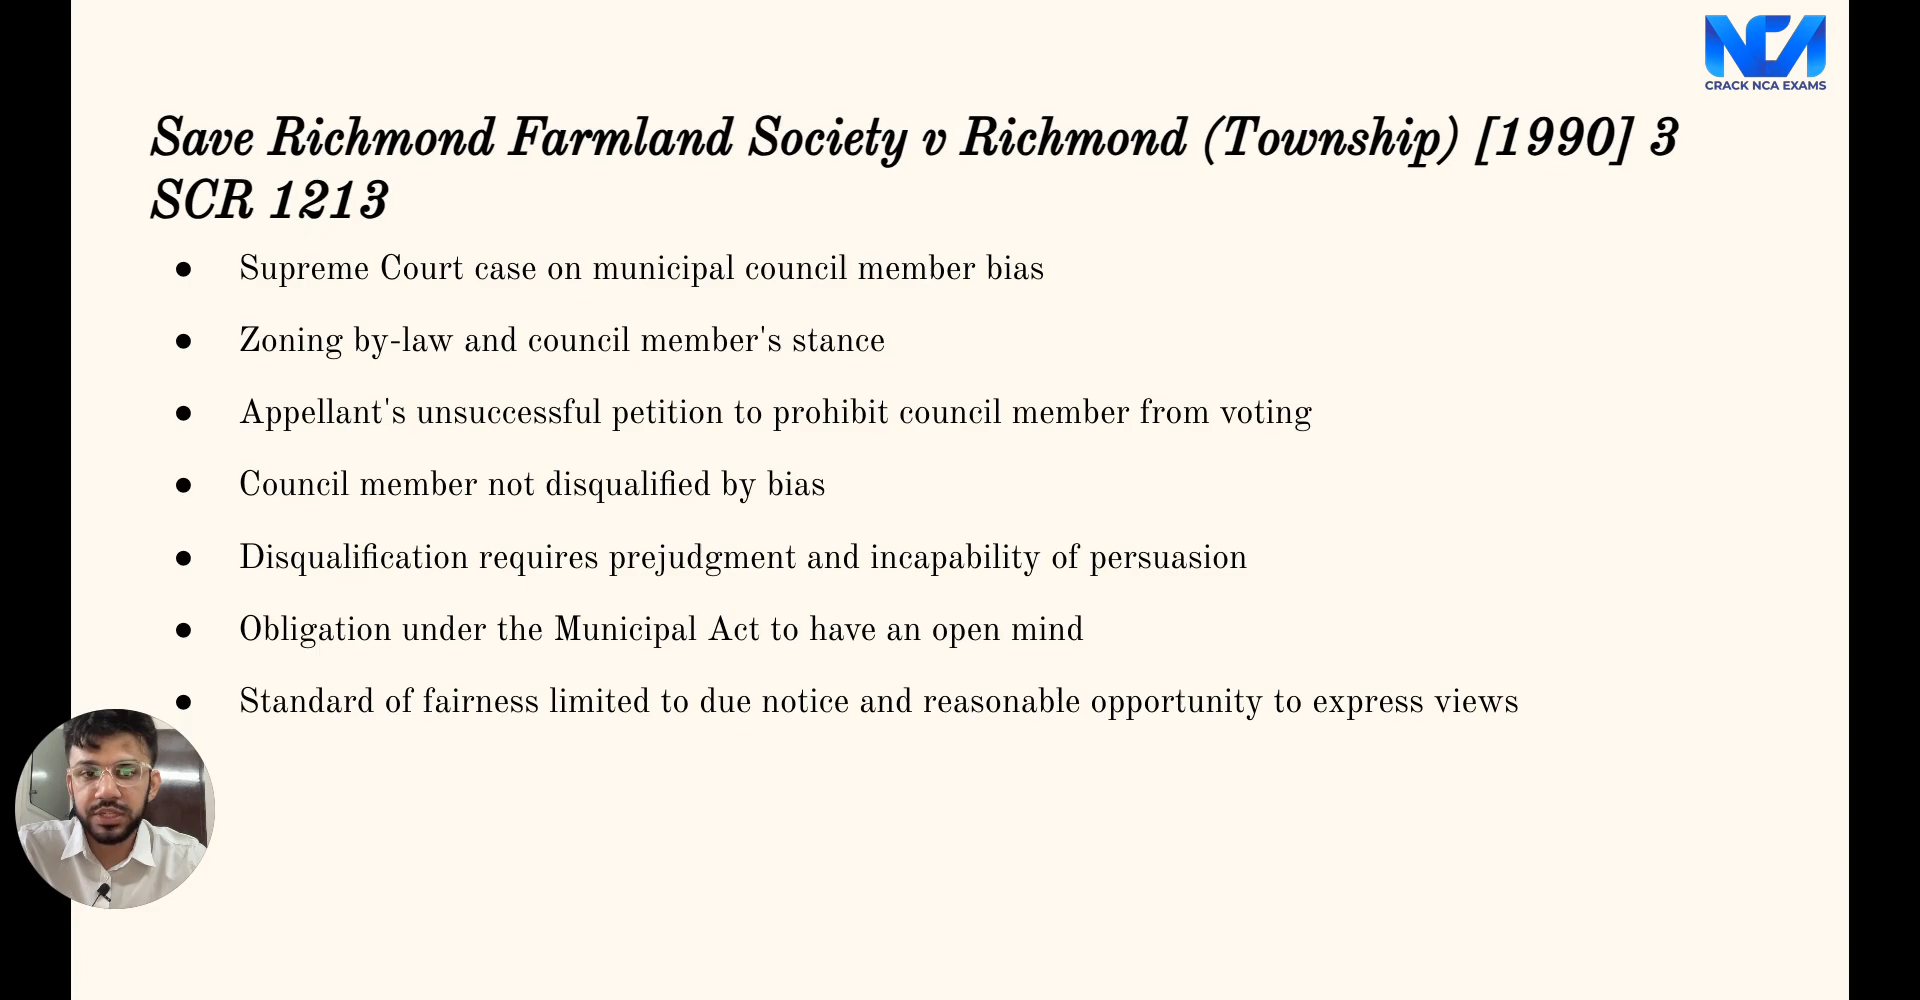 NCA
CRACK NCA EXAMS
Save Richmond Farmland Society v Richmond (Township) [1990] 3
SCR 1213
● Supreme Court case on municipal council member bias
● Zoning by-law and council member's stance
● Appellant's unsuccessful petition to prohibit council member from voting
● Council member not disqualified by bias
● Disqualification requires prejudgment and incapability of persuasion
● Obligation under the Municipal Act to have an open mind
● Standard of fairness limited to due notice and reasonable opportunity to express views